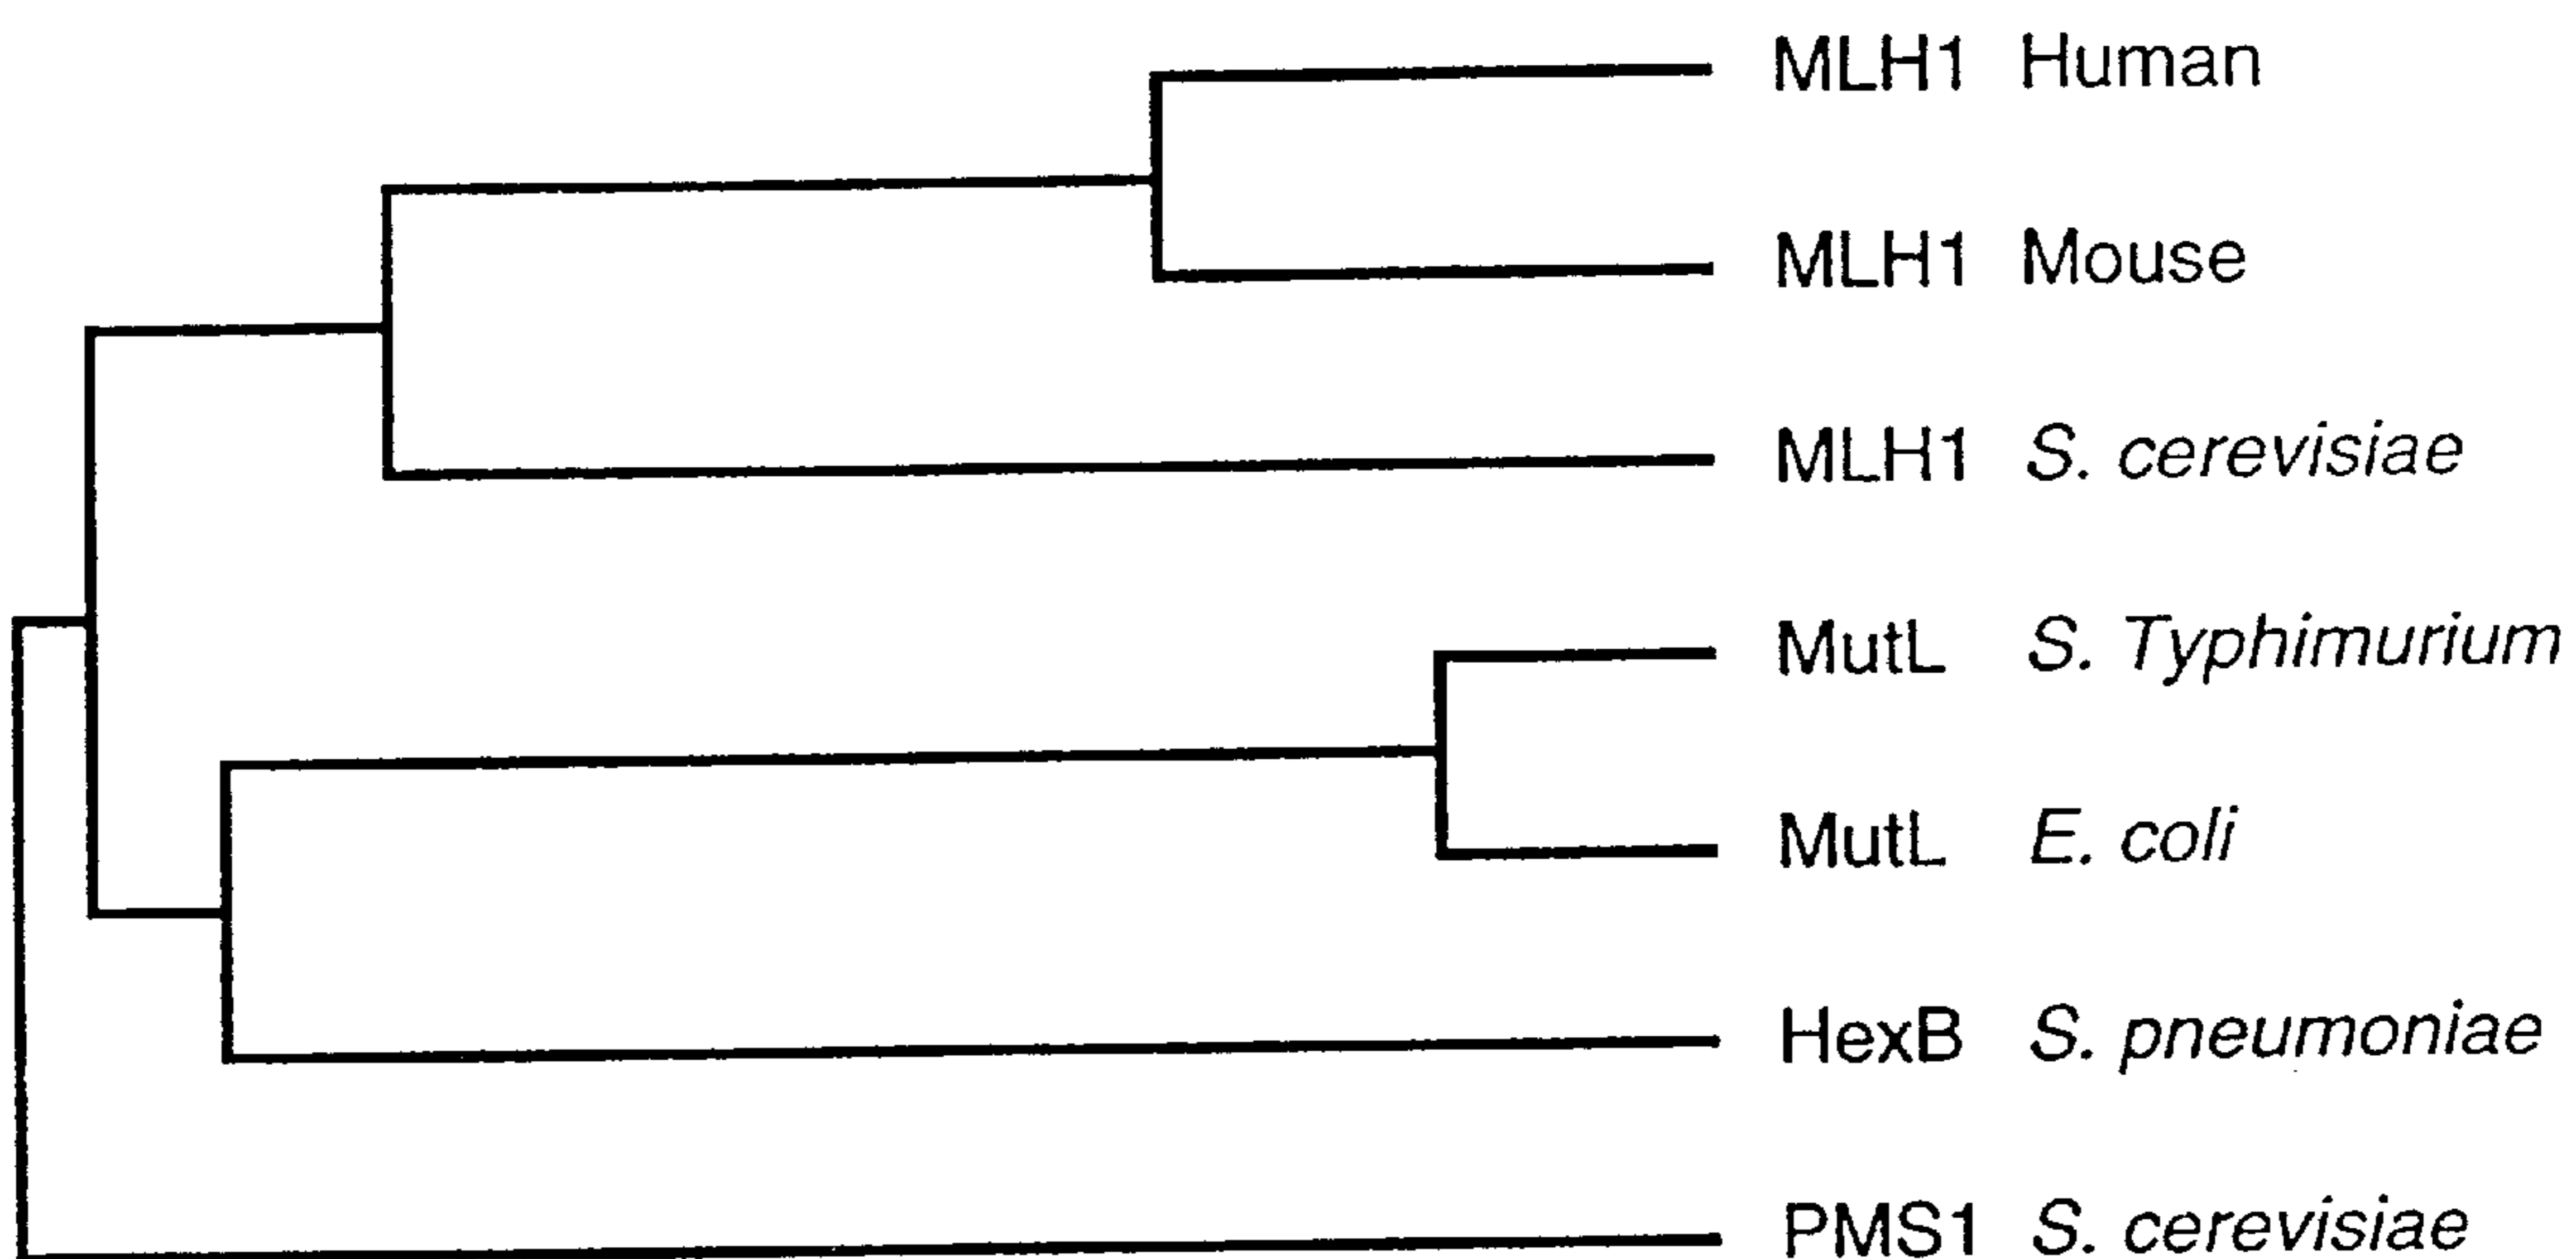 MLH1 Human
MLH1 Mouse
MLH1 S. cerevisiae
MutL S. Typhimurium
MutL E. coli
HexB S. pneumoniae
PMS1 S. cerevisiae